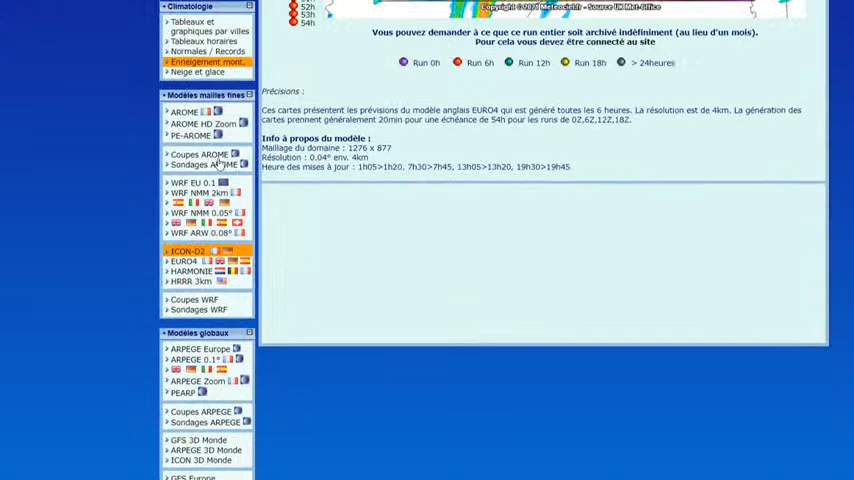 Climatologie
Tableaux et
graphiques par villes
Tableaux horaires
Normales / Records
Enneigement mont.
Neige et glace
Modèles mailles fines
AROME
AROME HD Zoom
PE-AROME
Coupes AROME
Sondages AROME
WRF EU 0.1
WRF NMM 2km
WRF NMM 0.05°
WRF ARW 0.08°
ICON-D2
EURO4
HARMONIE
HRRR 3km
Coupes WRF
Sondages WRF
Modèles globaux
ARPEGE Europe
ARPEGE 0.1°
ARPEGE Zoom
PEARP
Coupes ARPEGE
Sondages ARPEGE
GFS 3D Monde
ARPEGE 3D Monde
ICON 3D Monde
GFS Europe
52h
53h
54h
Meteociel.fr - Source UK Met-Office
Vous pouvez demander à ce que ce run entier soit archivé indéfiniment (au lieu d'un mois).
Pour cela vous devez être connecté au site
Run 0h Run 6h Run 12h Run 18h > 24heures
Précisions :
Ces cartes présentent les prévisions du modèle anglais EURO4 qui est généré toutes les 6 heures. La résolution est de 4km. La génération des
cartes prennent généralement 20min pour une échéance de 54h pour les runs de 0Z,6Z,12Z,18Z.
Info à propos du modèle :
Maillage du domaine : 1276 x 877
Résolution : 0.04° env. 4km
Heure des mises à jour : 1h05>1h20, 7h30>7h45, 13h05>13h20, 19h30>19h45